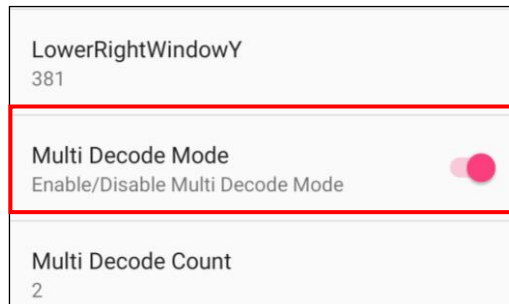 LowerRightWindowY
381
Multi Decode Mode
Enable/Disable Multi Decode Mode
Multi Decode Count
2